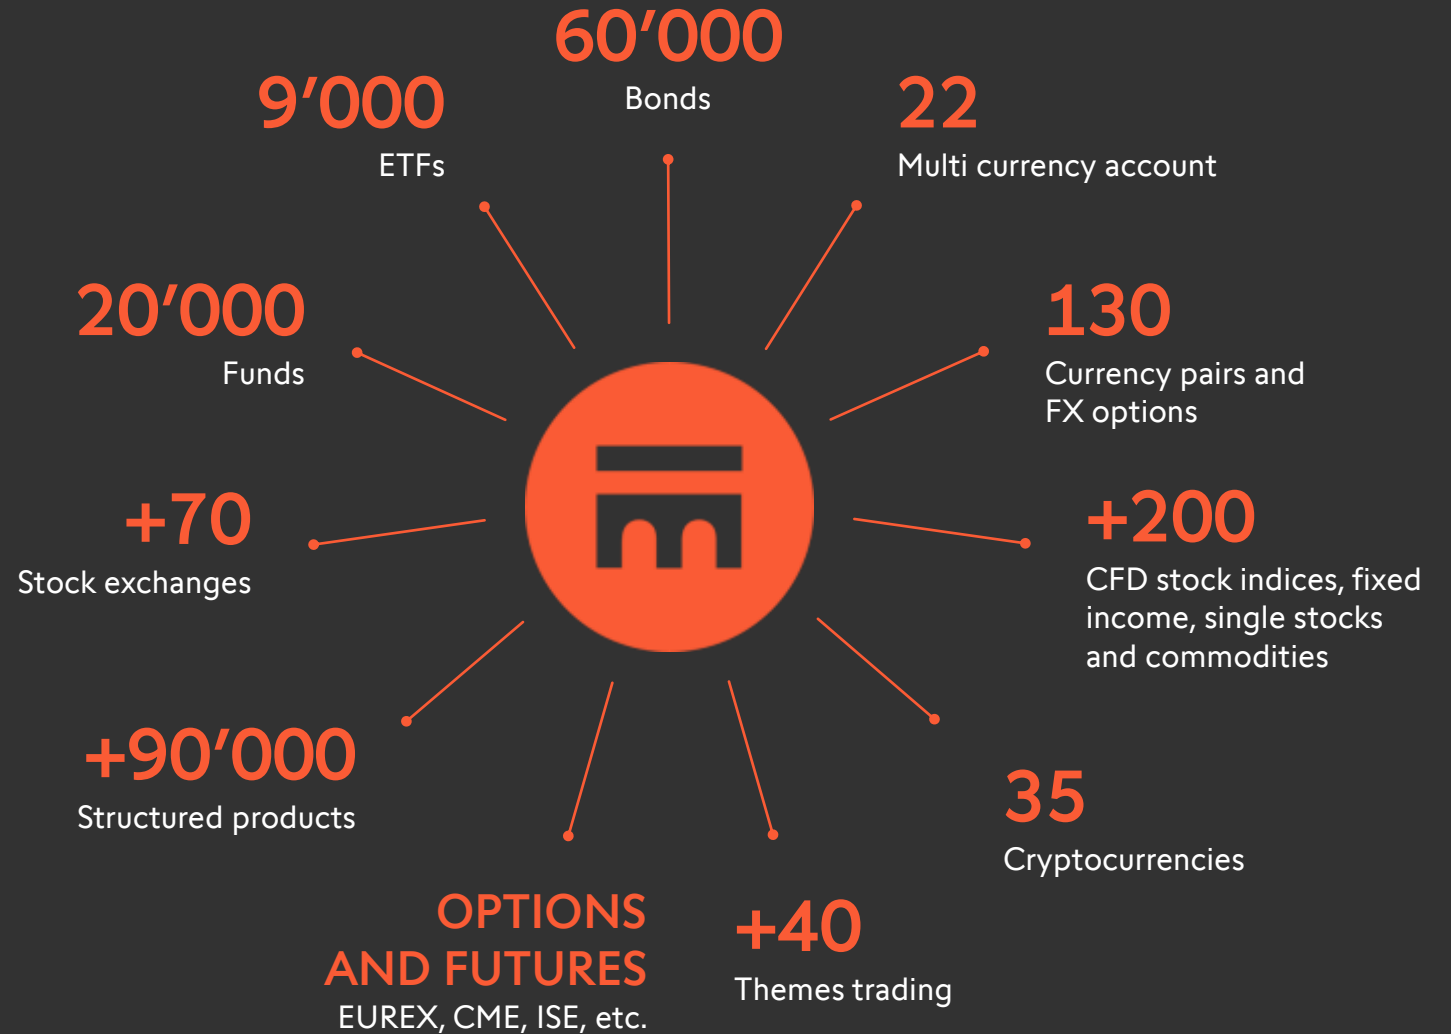 60’000
Bonds
9’000
ETFs
22
Multi currency account
20’000
Funds
130
Currency pairs and
FX options
+70
Stock exchanges
+200
CFD stock indices, fixed
income, single stocks
and commodities
+90’000
Structured products
35
Cryptocurrencies
OPTIONS
AND FUTURES
EUREX, CME, ISE, etc.
+40
Themes trading